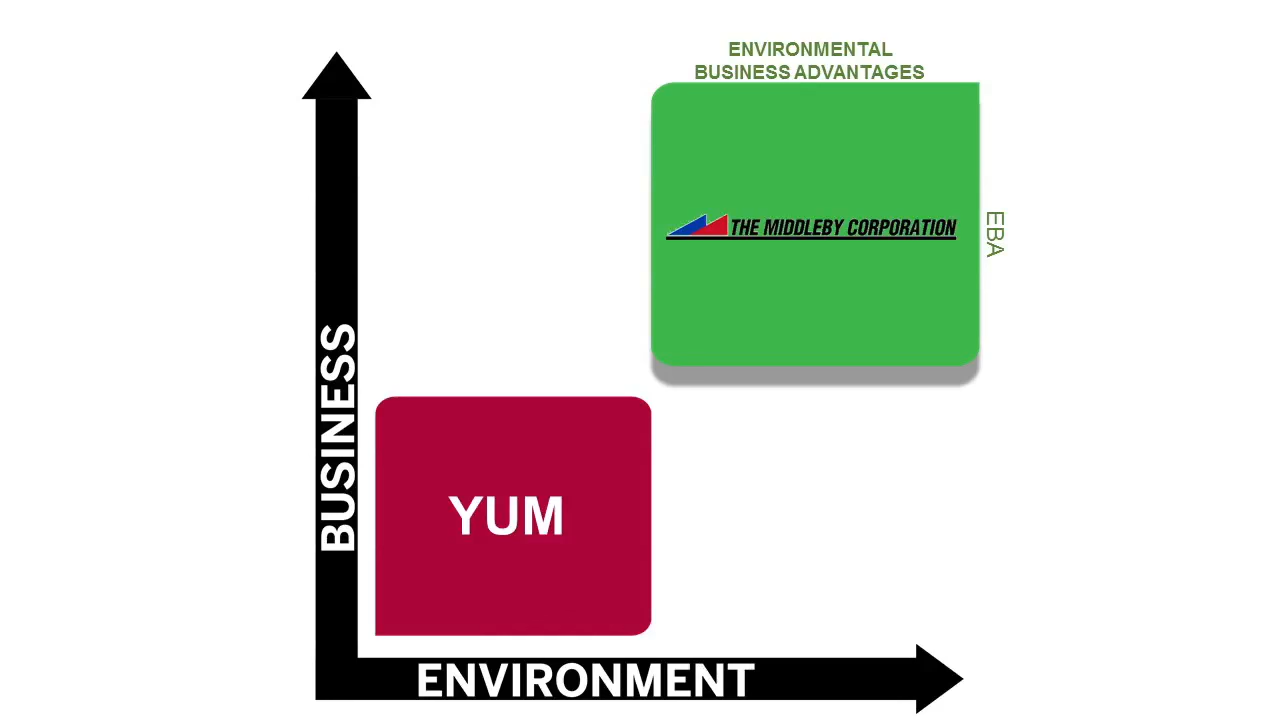 ENVIRONMENTAL
BUSINESS ADVANTAGES
THE MIDDLEBY CORPORATION
EBA
BUSINESS
YUM
ENVIRONMENT